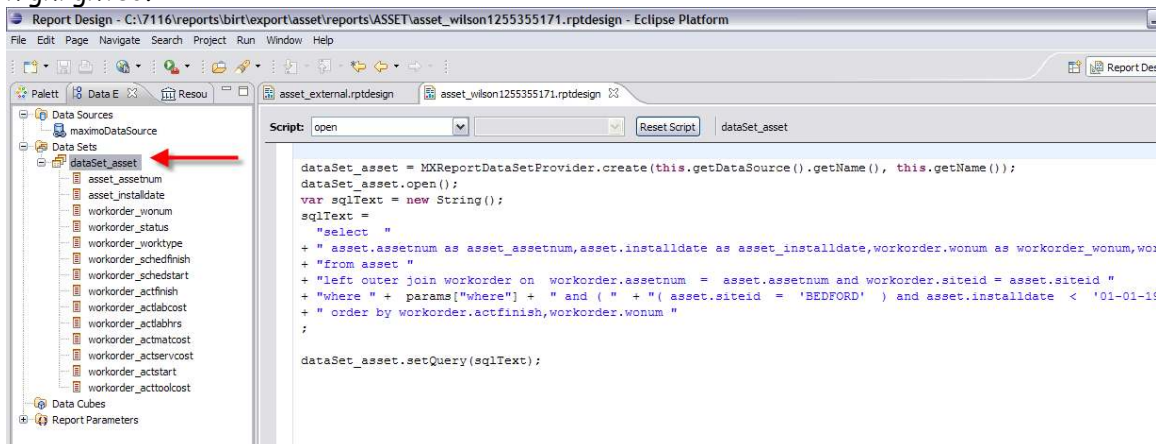 Report Design - C:\7116\reports\birt\export\asset\reports\ASSET\asset_wilson1255355171.rptdesign - Eclipse Platform
File Edit Page Navigate Search Project Run Window Help
Report Des
Palett Data E Resou asset_external.rptdesign asset_wilson1255355171.rptdesign
Data Sources
maximoDataSource
Data Sets
dataSet_asset
asset_assetnum
asset_installdate
workorder_wonum
workorder_status
workorder_worktype
workorder_schedfinish
workorder_schedstart
workorder_actfinish
workorder_actlabcost
workorder_actlabhrs
workorder_actmatcost
workorder_actservcost
workorder_actstart
workorder_acttoolcost
Data Cubes
Report Parameters
Script: open Reset Script dataSet_asset
dataSet_asset = MXReportDataSetProvider.create(this.getDataSource().getName(), this.getName());
dataSet_asset.open();
var sqlText = new String();
sqlText =
"select "
+ " asset.assetnum as asset_assetnum,asset.installdate as asset_installdate,workorder.wonum as workorder_wonum,wor
+ "from asset "
+ "left outer join workorder on workorder.assetnum = asset.assetnum and workorder.siteid = asset.siteid "
+ "where " + params["where"] + " and ( " + "( asset.siteid = 'BEDFORD' ) and asset.installdate < '01-01-19
+ " order by workorder.actfinish,workorder.wonum "
;
dataSet_asset.setQuery(sqlText);